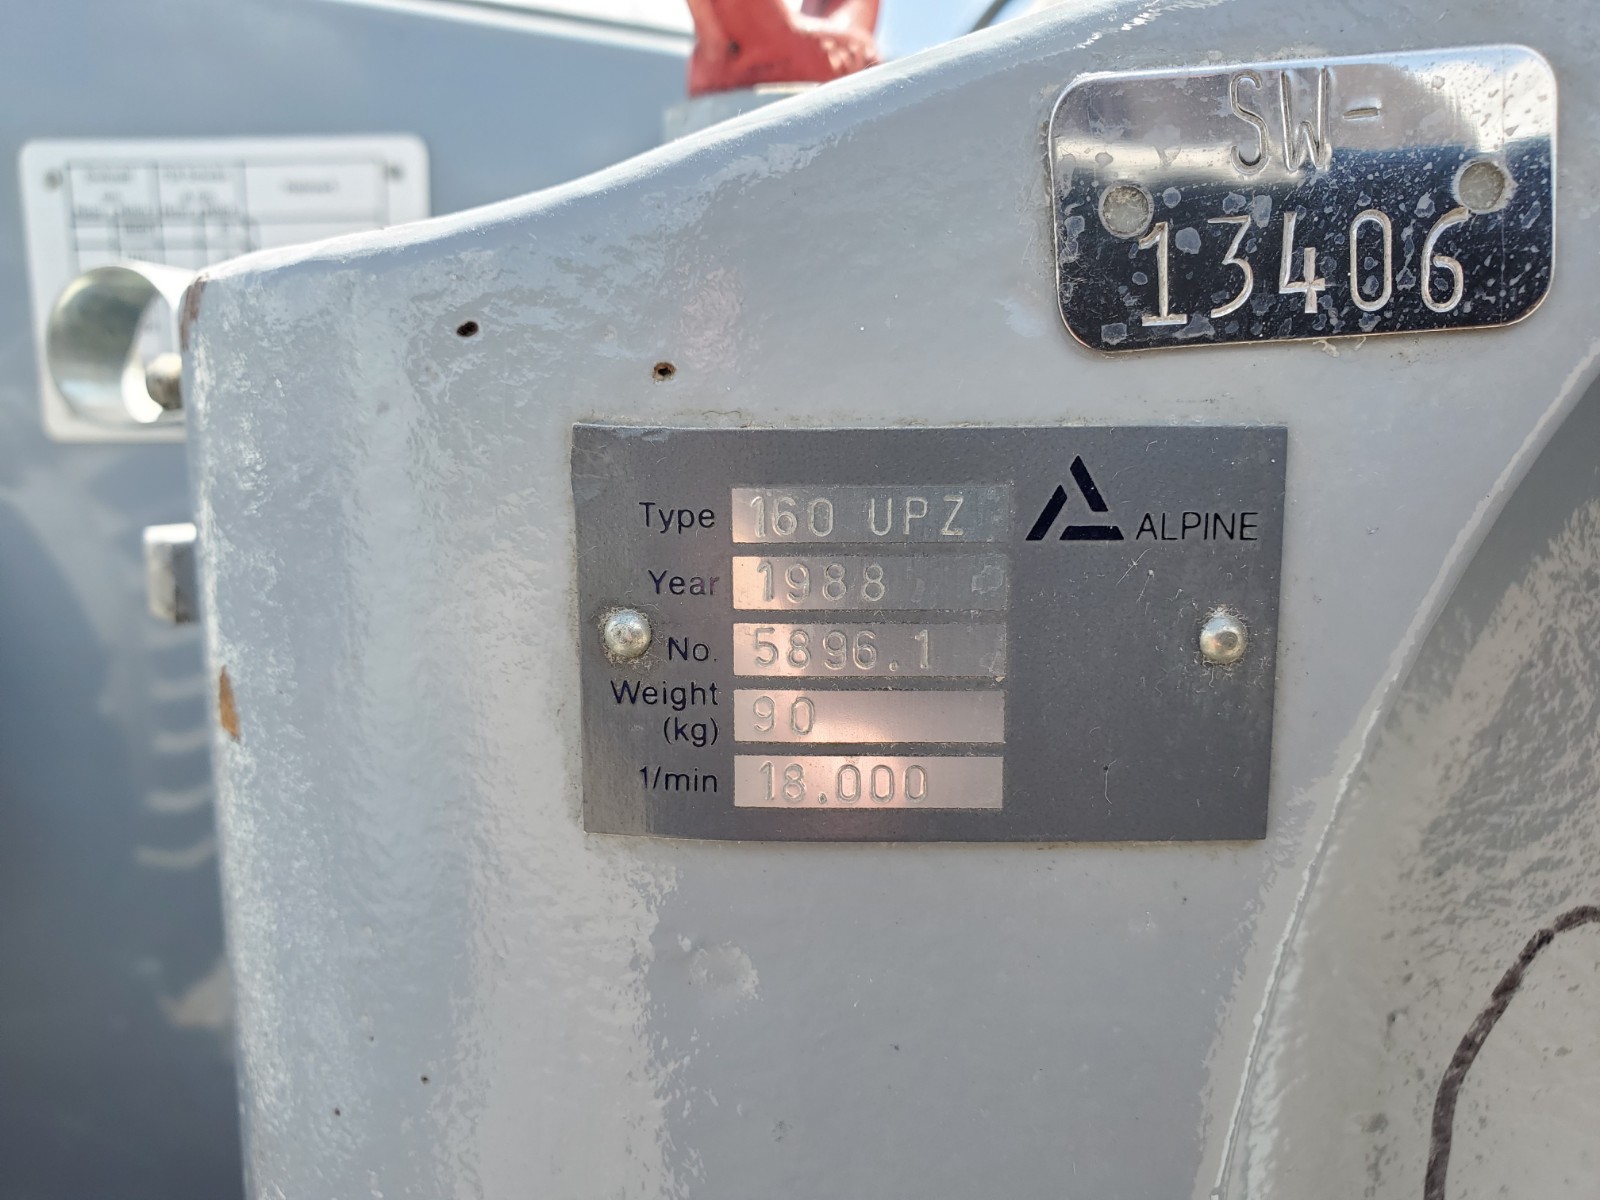 SW-
13406
Type 160 UPZ ALPINE
Year 1988
No. 5896.1
Weight
(kg) 90
1/min 18.000